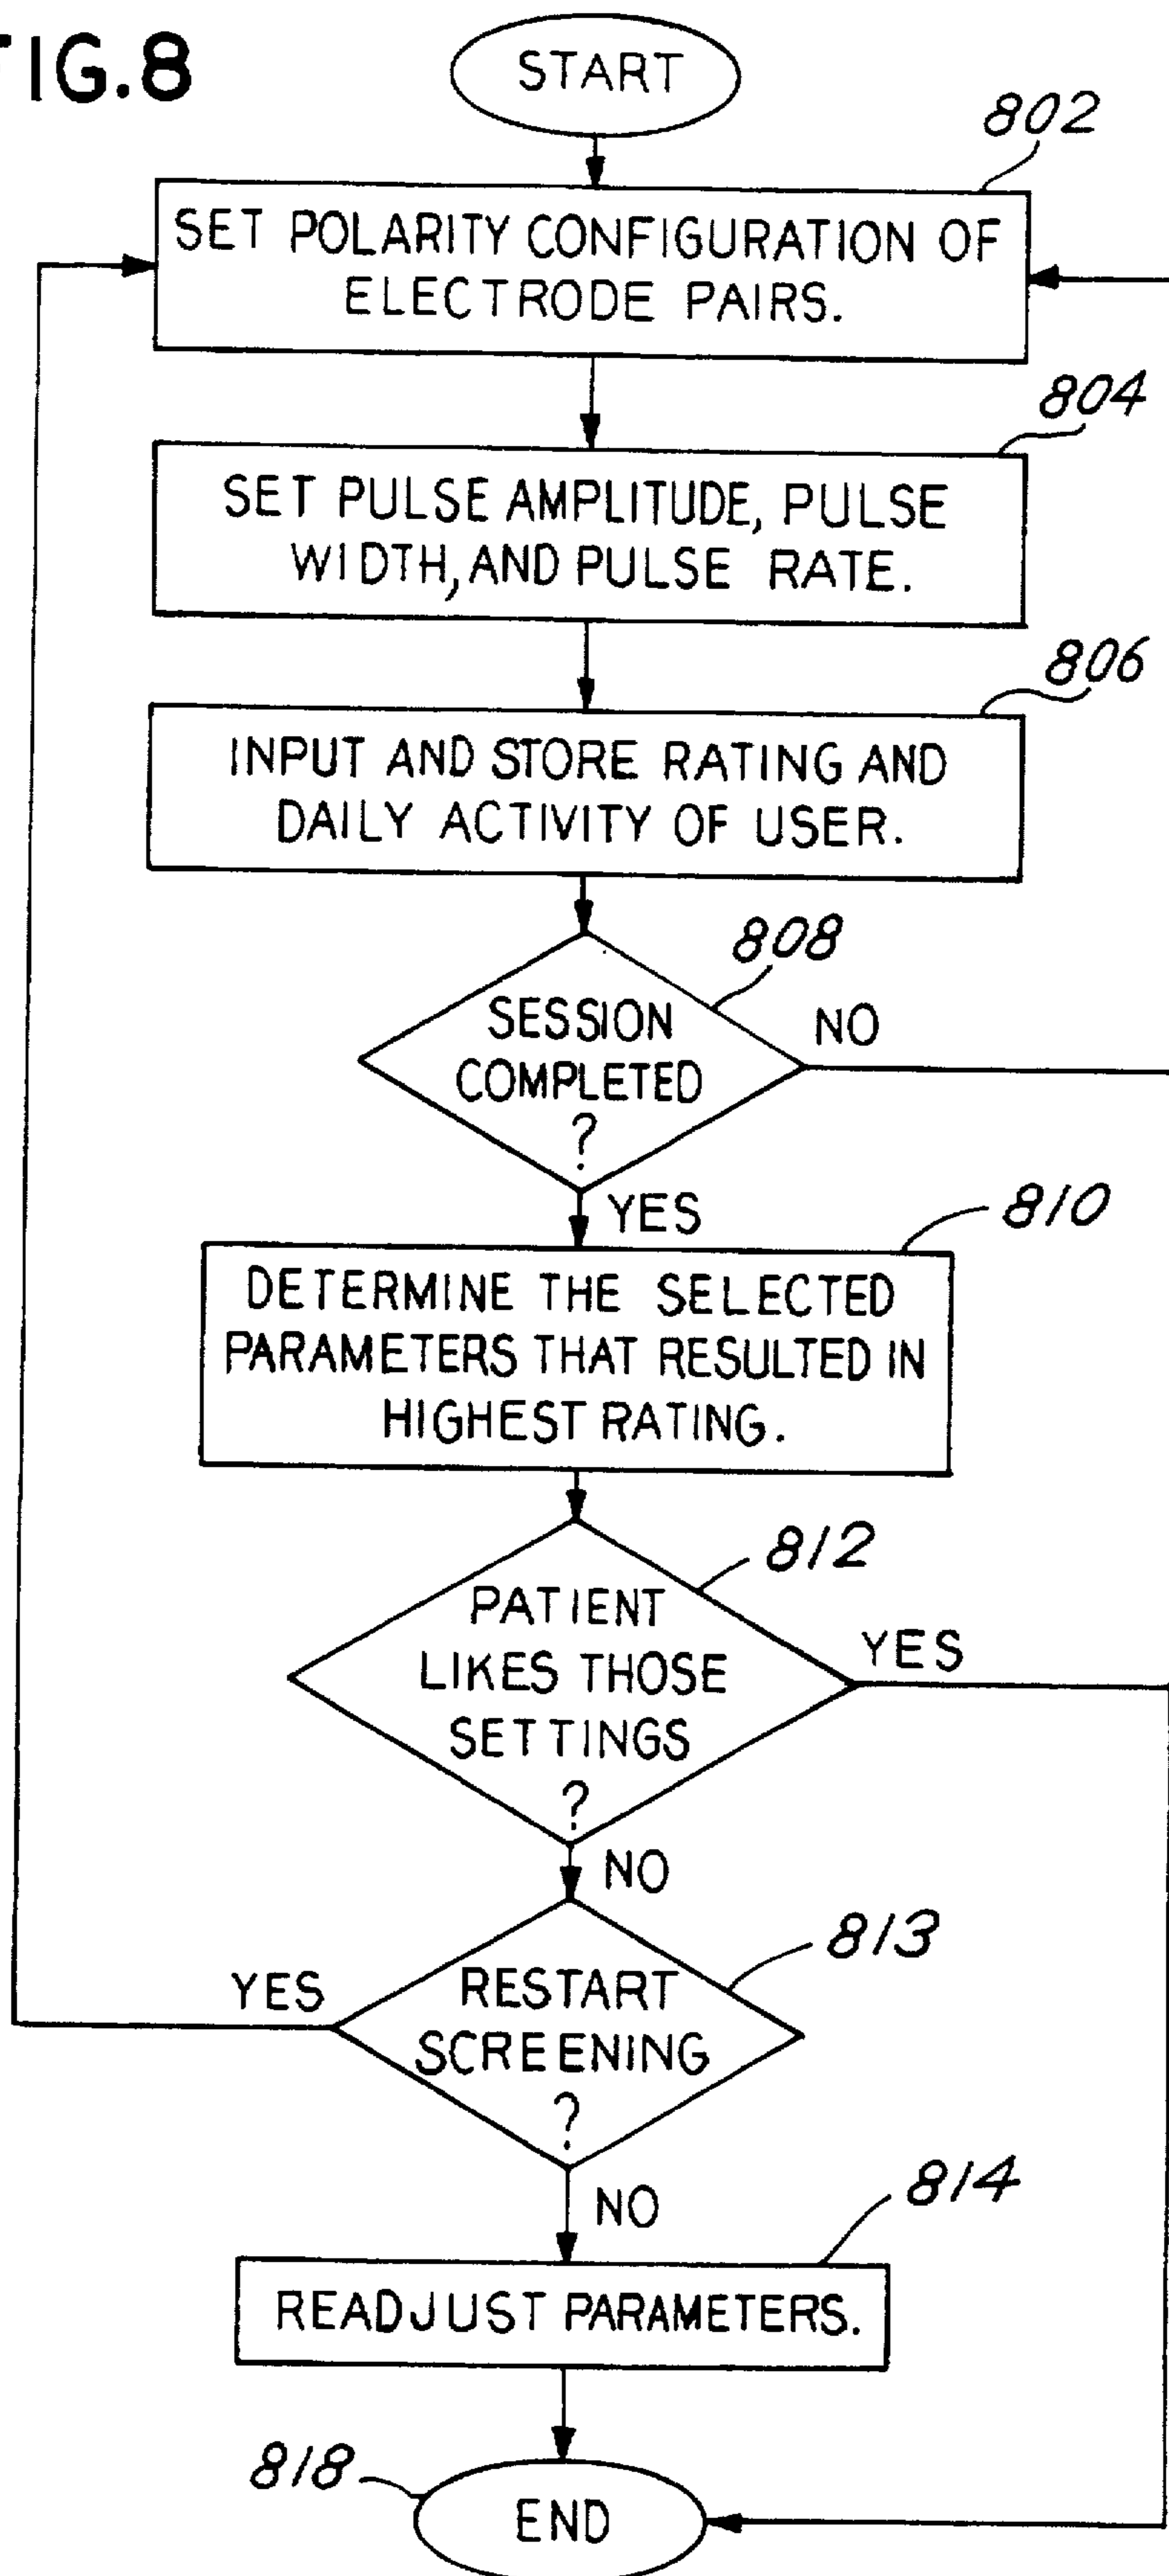 FIG.8
START
802
SET POLARITY CONFIGURATION OF
ELECTRODE PAIRS.
804
SET PULSE AMPLITUDE, PULSE
WIDTH, AND PULSE RATE.
806
INPUT AND STORE RATING AND
DAILY ACTIVITY OF USER.
808
SESSION
COMPLETED
?
NO
YES
810
DETERMINE THE SELECTED
PARAMETERS THAT RESULTED IN
HIGHEST RATING.
812
PATIENT
LIKES THOSE
SETTINGS
?
YES
NO
813
RESTART
SCREENING
?
YES
NO
814
READJUST PARAMETERS.
818
END